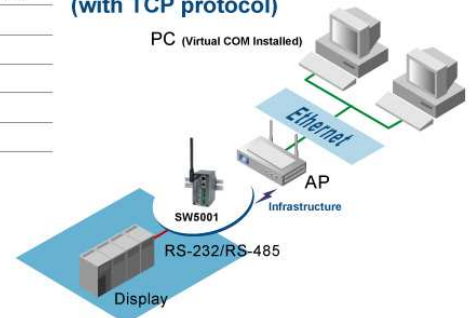 (with TCP protocol)
PC (Virtual COM Installed)
Ethernet
AP
Infrastructure
SW5001
RS-232/RS-485
Display